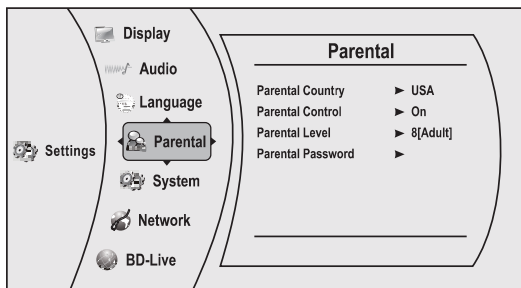 Display
Audio
Language
Settings
Parental
System
Network
BD-Live
Parental
Parental Country ► USA
Parental Control ► On
Parental Level ► 8[Adult]
Parental Password ►